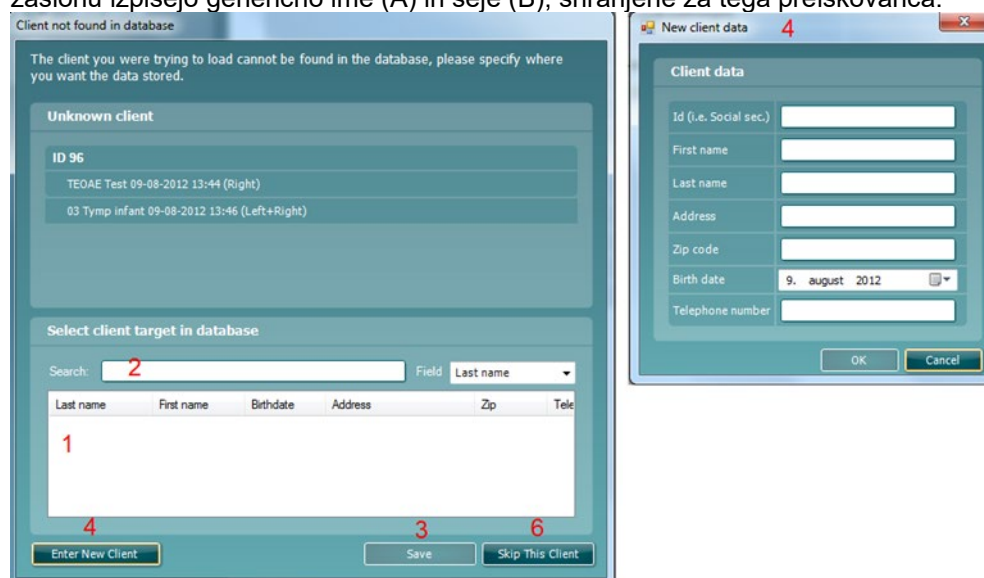 zaslonu izpišejo generično ime (A) in seje (B), shranjene za tega preiskovanca.
Client not found in database
The client you were trying to load cannot be found in the database, please specify where
you want the data stored.
Unknown client
ID 96
TEOAE Test 09-08-2012 13:44 (Right)
03 Tymp infant 09-08-2012 13:46 (Left+Right)
Select client target in database
Search: 2 Field Last name
Last name First name Birthdate Address Zip Tele
1
4 3 6
Enter New Client Save Skip This Client
New client data 4
Client data
Id (i.e. Social sec.)
First name
Last name
Address
Zip code
Birth date 9. august 2012
Telephone number
OK Cancel